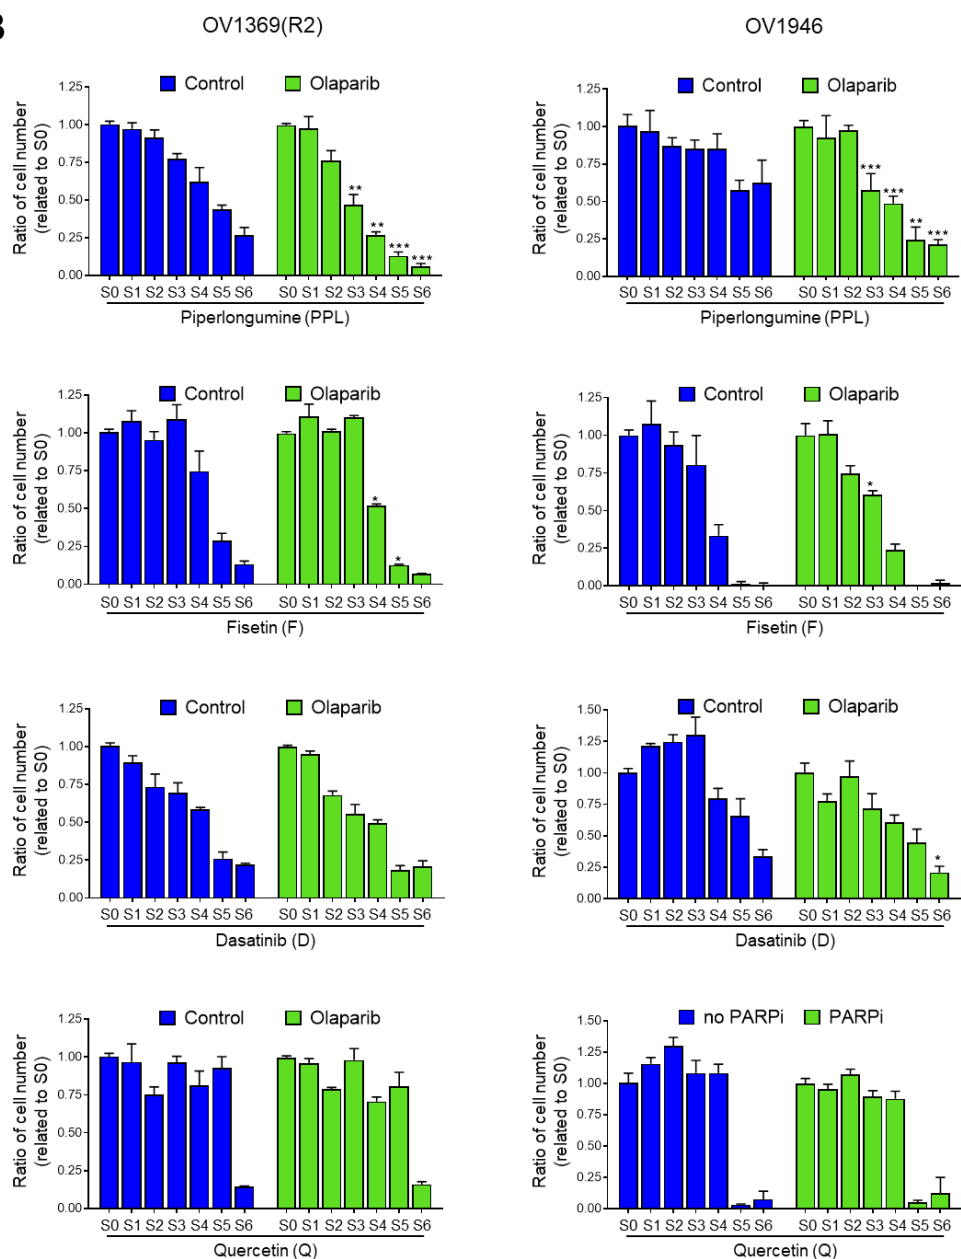 B
OV1369(R2)
OV1946
Control Olaparib
Ratio of cell number
(related to S0)
1.25
1.00
0.75
0.50
0.25
0.00
** ** *** ***
S0 S1 S2 S3 S4 S5 S6 S0 S1 S2 S3 S4 S5 S6
Piperlongumine (PPL)
Control Olaparib
Ratio of cell number
(related to S0)
1.25
1.00
0.75
0.50
0.25
0.00
*** *** ** ***
S0 S1 S2 S3 S4 S5 S6 S0 S1 S2 S3 S4 S5 S6
Piperlongumine (PPL)
Control Olaparib
Ratio of cell number
(related to S0)
1.25
1.00
0.75
0.50
0.25
0.00
* *
S0 S1 S2 S3 S4 S5 S6 S0 S1 S2 S3 S4 S5 S6
Fisetin (F)
Control Olaparib
Ratio of cell number
(related to S0)
1.25
1.00
0.75
0.50
0.25
0.00
*
S0 S1 S2 S3 S4 S5 S6 S0 S1 S2 S3 S4 S5 S6
Fisetin (F)
Control Olaparib
Ratio of cell number
(related to S0)
1.25
1.00
0.75
0.50
0.25
0.00
S0 S1 S2 S3 S4 S5 S6 S0 S1 S2 S3 S4 S5 S6
Dasatinib (D)
Control Olaparib
Ratio of cell number
(related to S0)
1.50
1.25
1.00
0.75
0.50
0.25
0.00
*
S0 S1 S2 S3 S4 S5 S6 S0 S1 S2 S3 S4 S5 S6
Dasatinib (D)
Control Olaparib
Ratio of cell number
(related to S0)
1.25
1.00
0.75
0.50
0.25
0.00
S0 S1 S2 S3 S4 S5 S6 S0 S1 S2 S3 S4 S5 S6
Quercetin (Q)
no PARPi PARPi
Ratio of cell number
(related to S0)
1.50
1.25
1.00
0.75
0.50
0.25
0.00
S0 S1 S2 S3 S4 S5 S6 S0 S1 S2 S3 S4 S5 S6
Quercetin (Q)